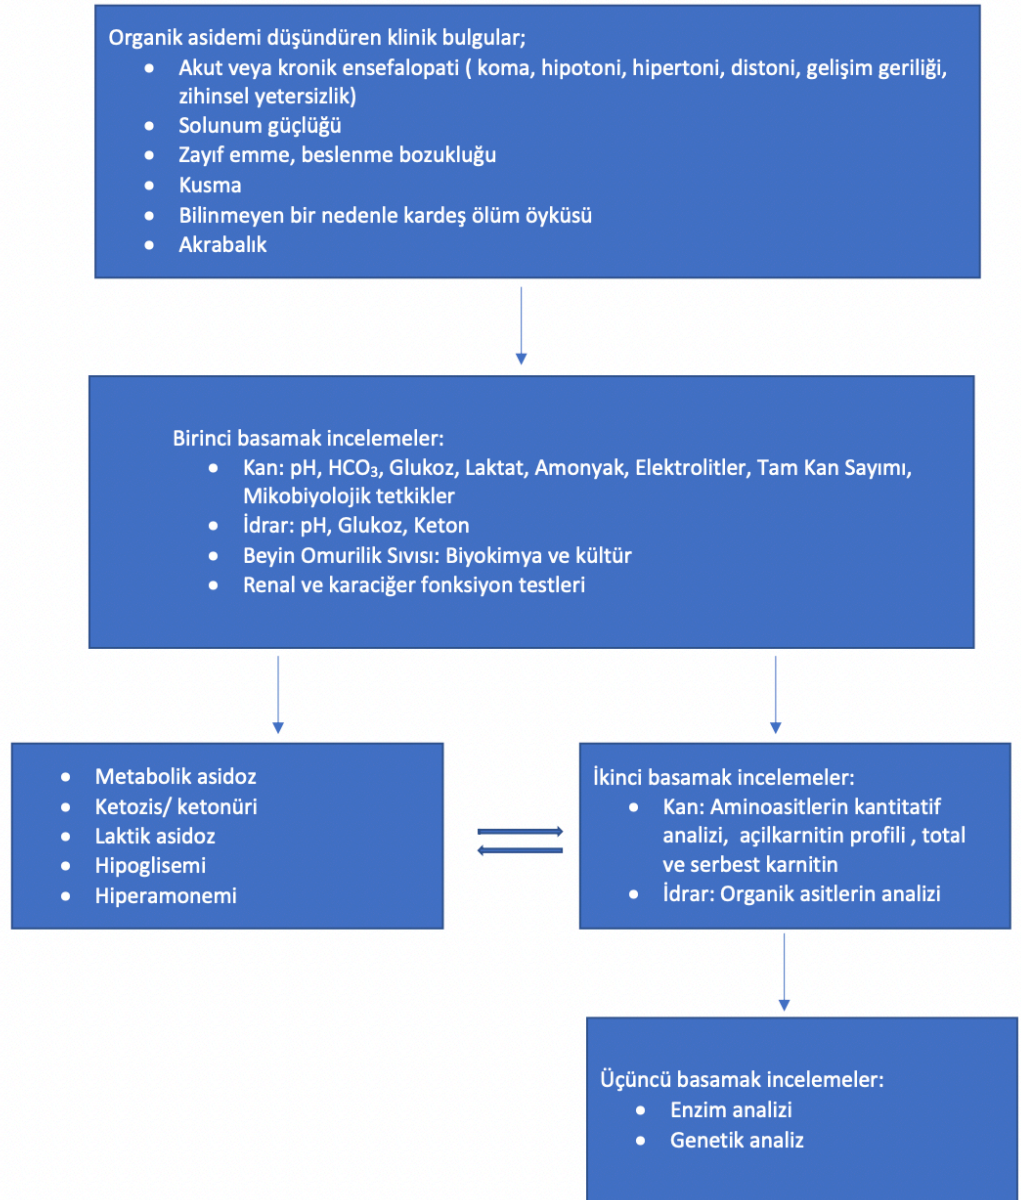 Organik asidemi düşündüren klinik bulgular;
• Akut veya kronik ensefalopati ( koma, hipotoni, hipertoni, distoni, gelişim geriliği,
zihinsel yetersizlik)
• Solunum güçlüğü
• Zayıf emme, beslenme bozukluğu
• Kusma
• Bilinmeyen bir nedenle kardeş ölüm öyküsü
• Akrabalık
Birinci basamak incelemeler:
• Kan: pH, HCO₃, Glukoz, Laktat, Amonyak, Elektrolitler, Tam Kan Sayımı,
Mikobiyolojik tetkikler
• İdrar: pH, Glukoz, Keton
• Beyin Omurilik Sıvısı: Biyokimya ve kültür
• Renal ve karaciğer fonksiyon testleri
• Metabolik asidoz
• Ketozis/ ketonüri
• Laktik asidoz
• Hipoglisemi
• Hiperamonemi
İkinci basamak incelemeler:
• Kan: Aminoasitlerin kantitatif
analizi, açilkarnitin profili , total
ve serbest karnitin
• İdrar: Organik asitlerin analizi
Üçüncü basamak incelemeler:
• Enzim analizi
• Genetik analiz